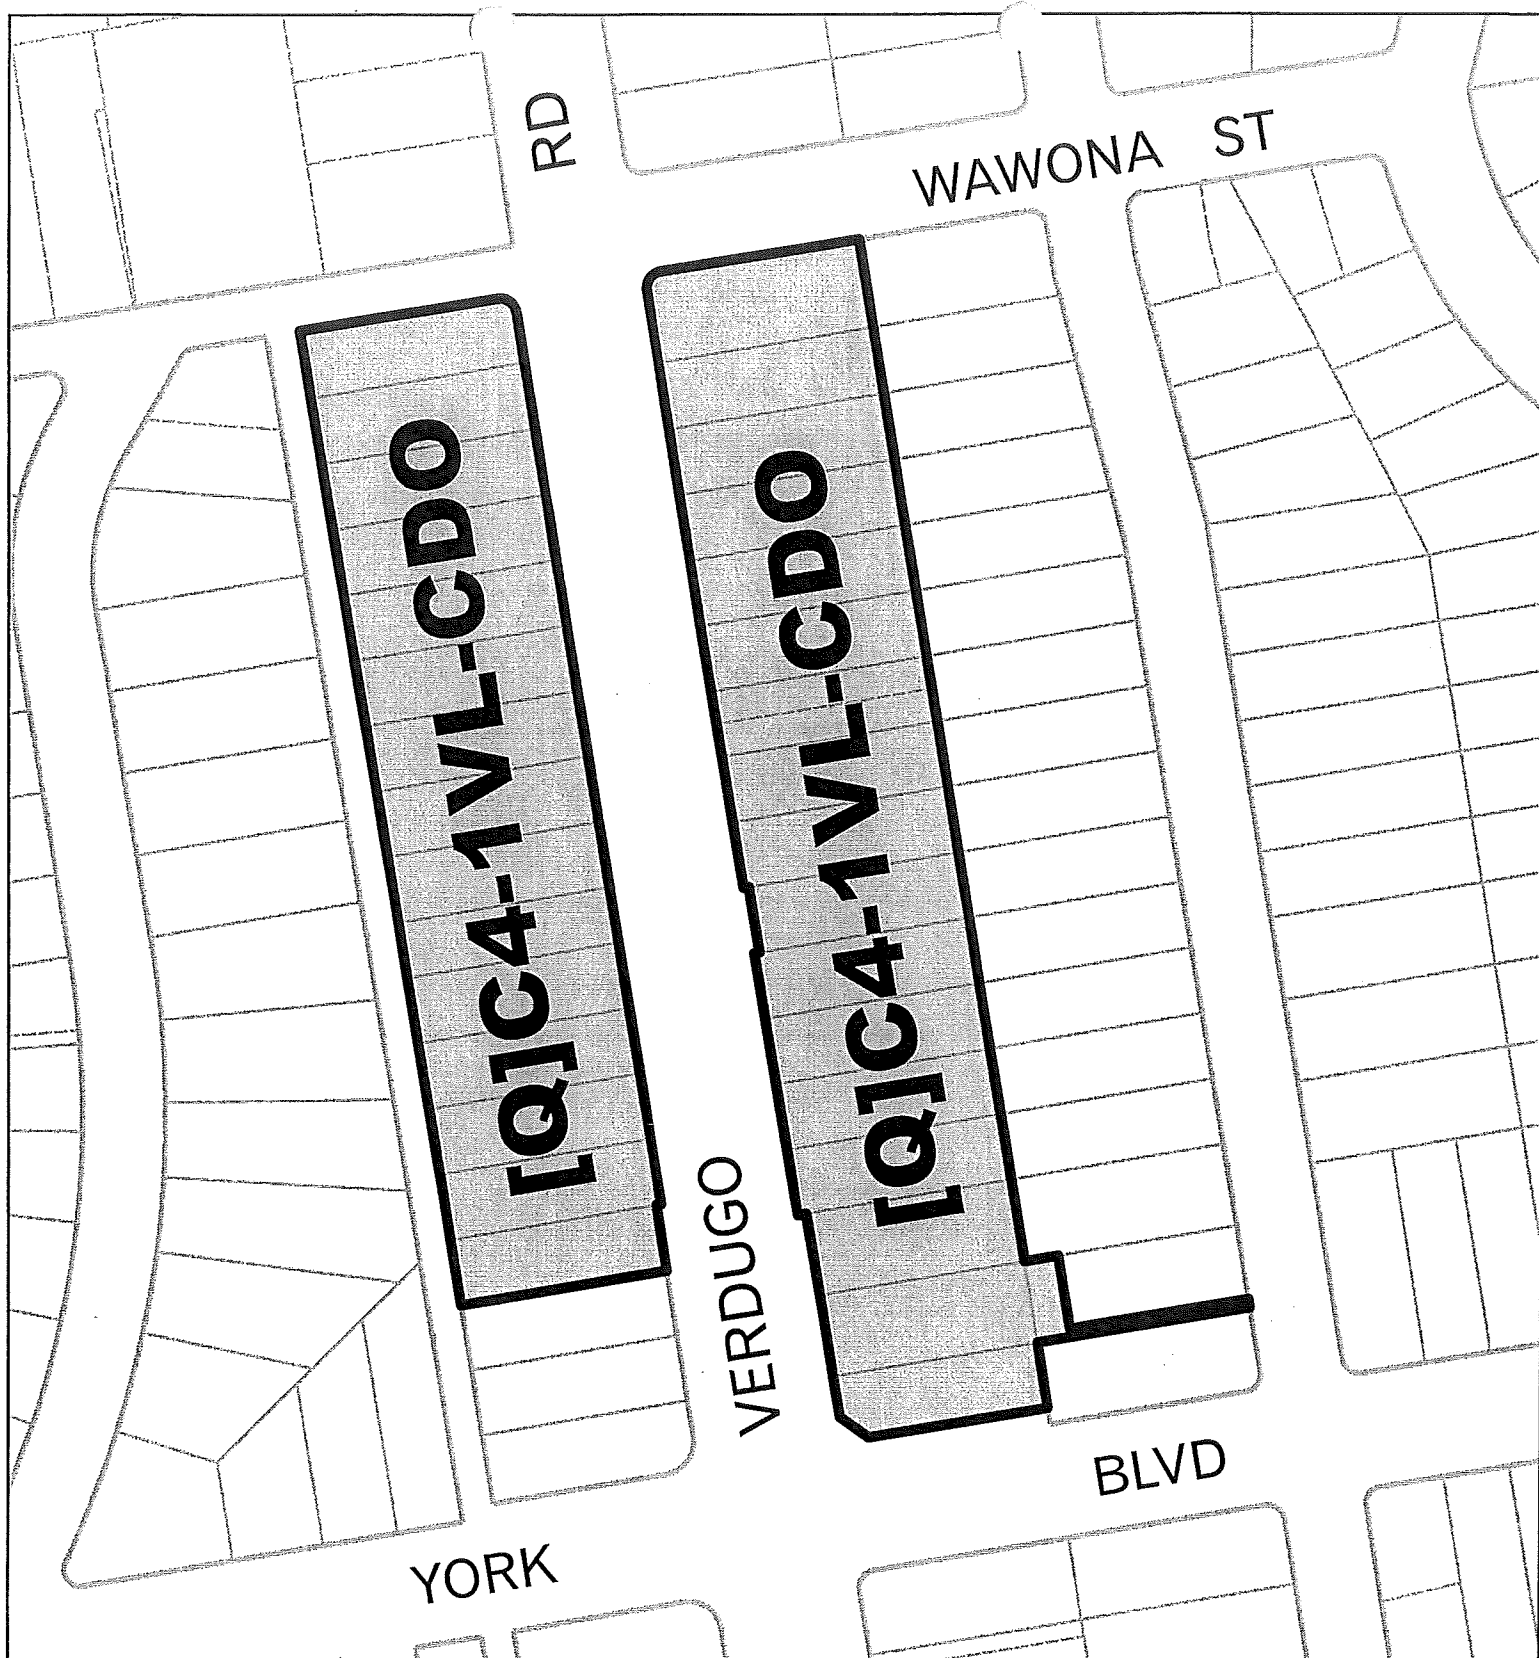 RD
WAWONA ST
[Q]C4-1VL-CDO
[Q]C4-1VL-CDO
VERDUGO
BLVD
YORK